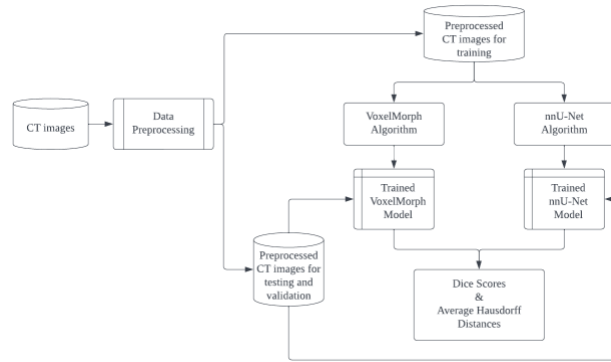 Preprocessed
CT images for
training
CT images
Data
Preprocessing
VoxelMorph
Algorithm
nnU-Net
Algorithm
Trained
VoxelMorph
Model
Trained
nnU-Net
Model
Preprocessed
CT images for
testing and
validation
Dice Scores
&
Average Hausdorff
Distances